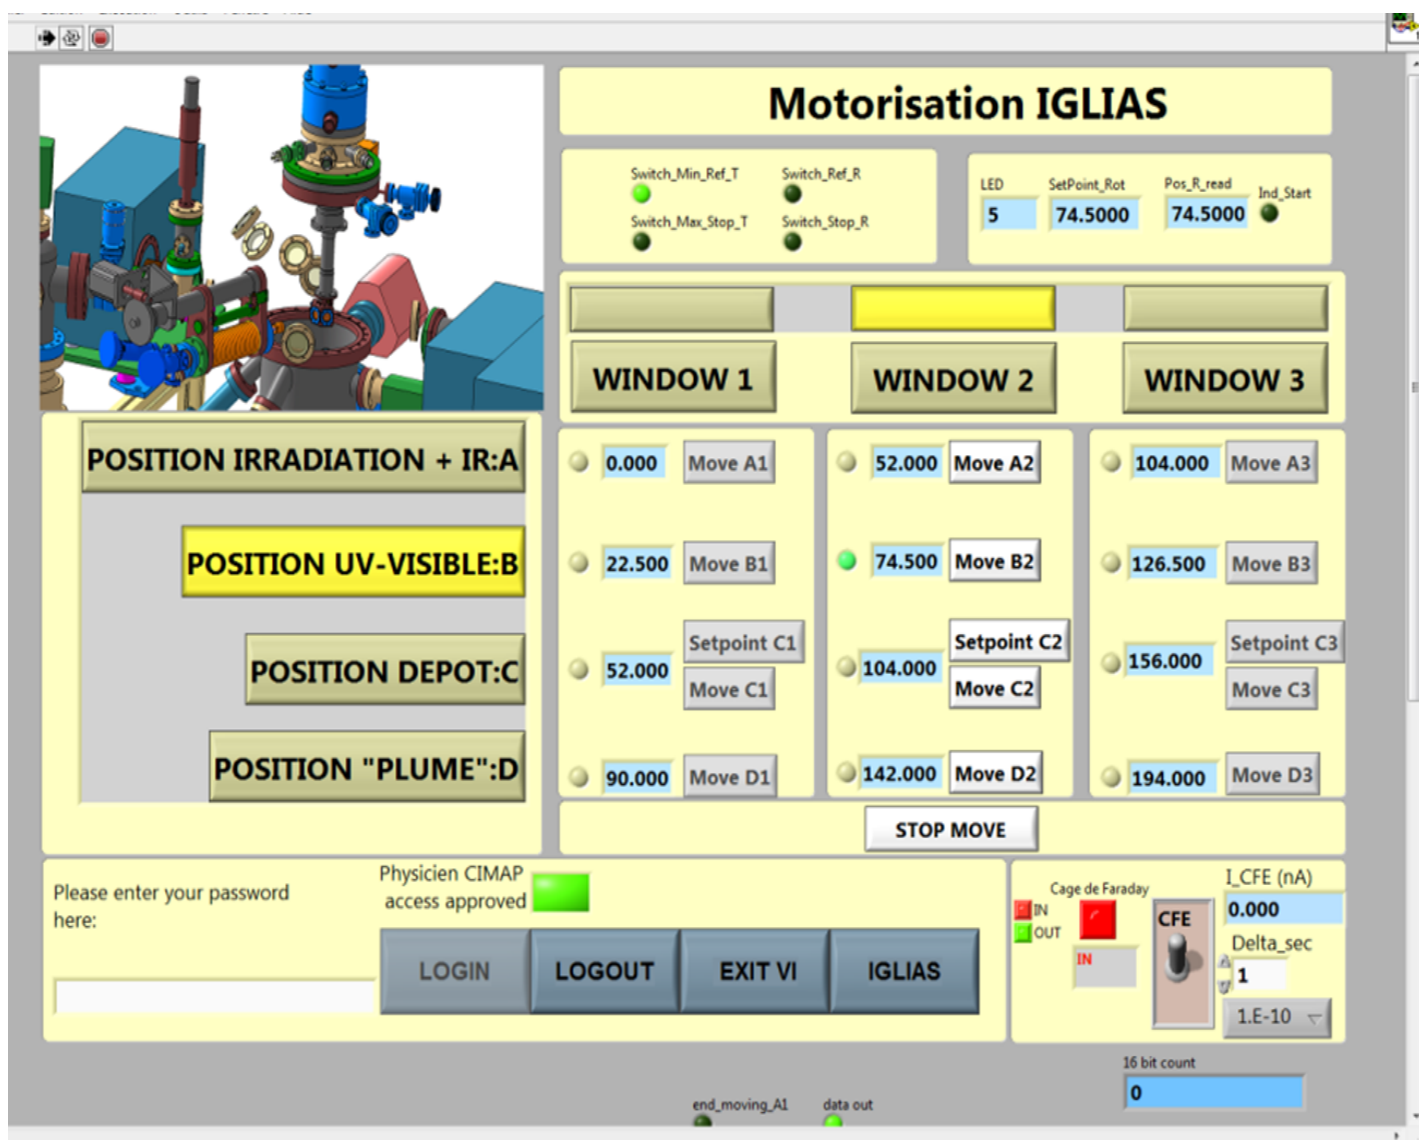 Motorisation IGLIAS
Switch_Min_Ref_T
Switch_Ref_R
Switch_Max_Stop_T
Switch_Stop_R
LED
SetPoint_Rot
Pos_R_read
Ind_Start
5
74.5000
74.5000
WINDOW 1
WINDOW 2
WINDOW 3
POSITION IRRADIATION + IR:A
POSITION UV-VISIBLE:B
POSITION DEPOT:C
POSITION "PLUME":D
0.000 Move A1
22.500 Move B1
Setpoint C1
52.000
Move C1
90.000 Move D1
52.000 Move A2
74.500 Move B2
Setpoint C2
104.000
Move C2
142.000 Move D2
104.000 Move A3
126.500 Move B3
Setpoint C3
156.000
Move C3
194.000 Move D3
STOP MOVE
Please enter your password
here:
Physicien CIMAP
access approved
LOGIN
LOGOUT
EXIT VI
IGLIAS
Cage de Faraday
IN
OUT
IN
CFE
I_CFE (nA)
0.000
Delta_sec
1
1.E-10
16 bit count
0
end_moving_A1
data out